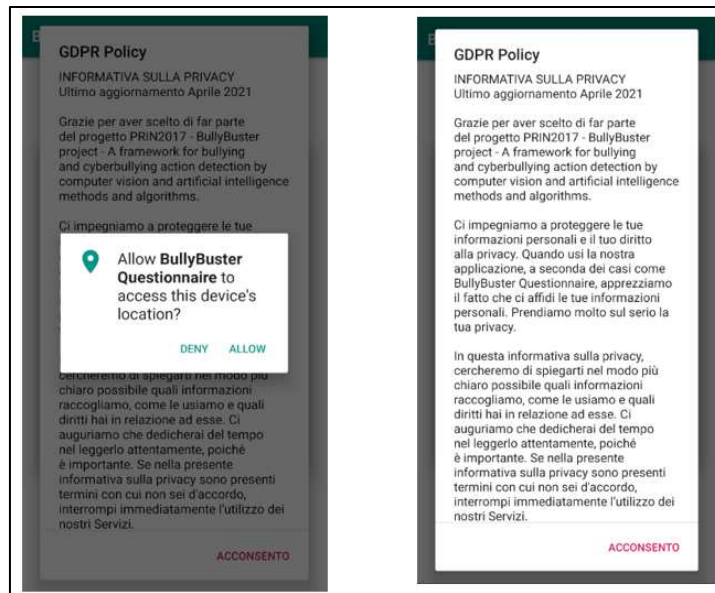 B
GDPR Policy
INFORMATIVA SULLA PRIVACY
Ultimo aggiornamento Aprile 2021
Grazie per aver scelto di far parte
del progetto PRIN2017 - BullyBuster
project - A framework for bullying
and cyberbullying action detection by
computer vision and artificial intelligence
methods and algorithms.
Ci impegniamo a proteggere le tue
Allow BullyBuster
Questionnaire to
access this device's
location?
DENY ALLOW
cercheremo di spiegarti nel modo più
chiaro possibile quali informazioni
raccogliamo, come le usiamo e quali
diritti hai in relazione ad esse. Ci
auguriamo che dedicherai del tempo
nel leggerlo attentamente, poiché
è importante. Se nella presente
informativa sulla privacy sono presenti
termini con cui non sei d'accordo,
interrompi immediatamente l'utilizzo dei
nostri Servizi.
ACCONSENTO
GDPR Policy
INFORMATIVA SULLA PRIVACY
Ultimo aggiornamento Aprile 2021
Grazie per aver scelto di far parte
del progetto PRIN2017 - BullyBuster
project - A framework for bullying
and cyberbullying action detection by
computer vision and artificial intelligence
methods and algorithms.
Ci impegniamo a proteggere le tue
informazioni personali e il tuo diritto
alla privacy. Quando usi la nostra
applicazione, a seconda dei casi come
BullyBuster Questionnaire, apprezziamo
il fatto che ci affidi le tue informazioni
personali. Prendiamo molto sul serio la
tua privacy.
In questa informativa sulla privacy,
cercheremo di spiegarti nel modo più
chiaro possibile quali informazioni
raccogliamo, come le usiamo e quali
diritti hai in relazione ad esse. Ci
auguriamo che dedicherai del tempo
nel leggerlo attentamente, poiché
è importante. Se nella presente
informativa sulla privacy sono presenti
termini con cui non sei d'accordo,
interrompi immediatamente l'utilizzo dei
nostri Servizi.
ACCONSENTO